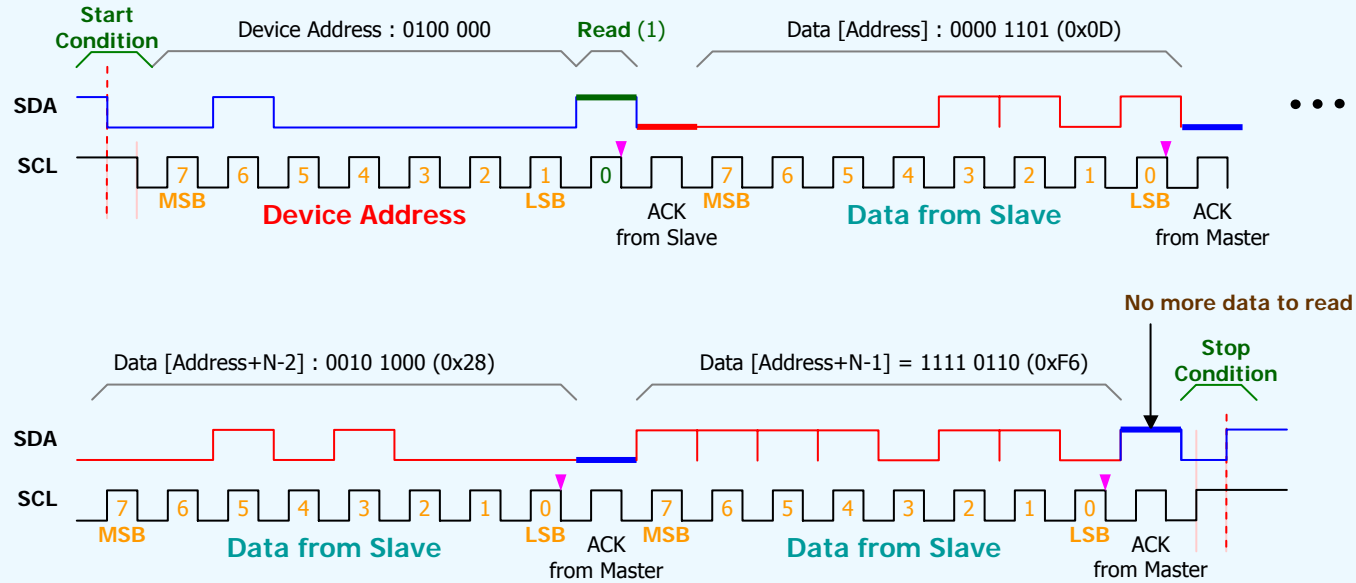 Start
Condition
Device Address : 0100 000
Read (1)
Data [Address] : 0000 1101 (0x0D)
SDA
SCL
7 6 5 4 3 2 1 0 7 6 5 4 3 2 1 0
MSB
LSB
MSB
LSB
Device Address
ACK
from Slave
Data from Slave
ACK
from Master
No more data to read
Data [Address+N-2] : 0010 1000 (0x28)
Data [Address+N-1] = 1111 0110 (0xF6)
Stop
Condition
SDA
SCL
7 6 5 4 3 2 1 0 7 6 5 4 3 2 1 0
MSB
LSB
MSB
LSB
Data from Slave
ACK
from Master
Data from Slave
ACK
from Master